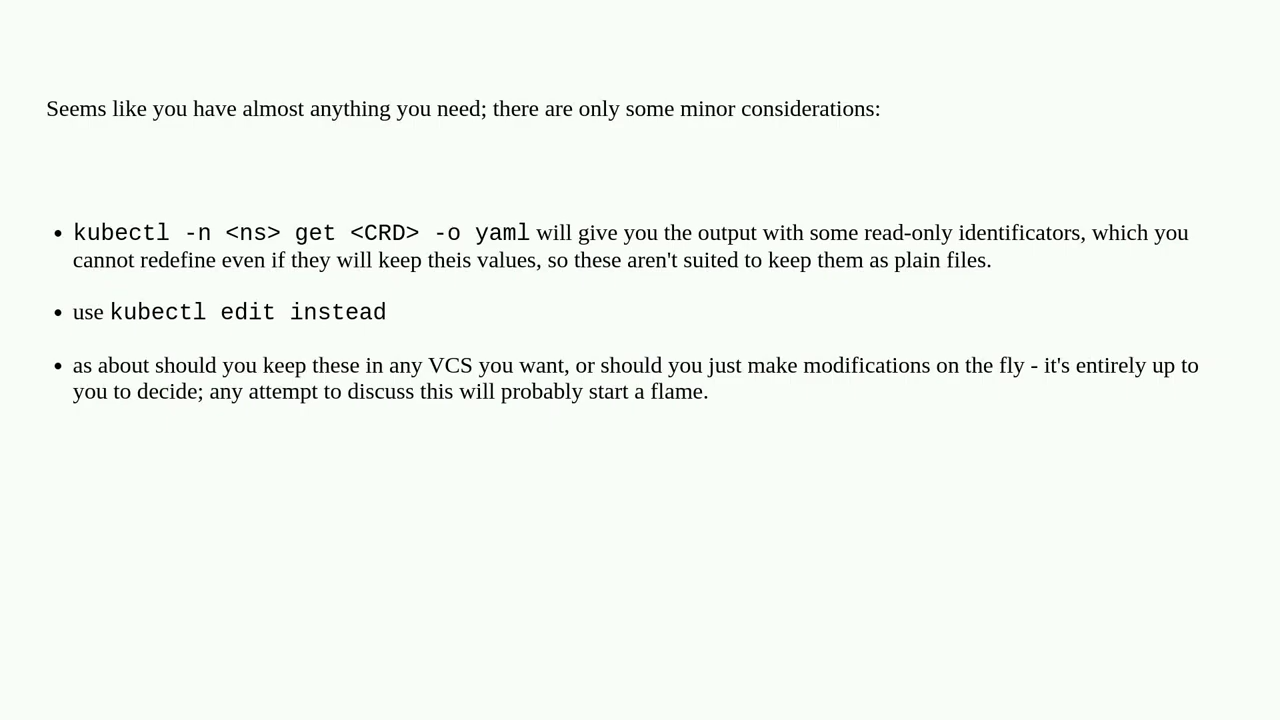 Seems like you have almost anything you need; there are only some minor considerations:
• kubectl -n <ns> get <CRD> -o yaml will give you the output with some read-only identificators, which you
cannot redefine even if they will keep theis values, so these aren't suited to keep them as plain files.
• use kubectl edit instead
• as about should you keep these in any VCS you want, or should you just make modifications on the fly - it's entirely up to
you to decide; any attempt to discuss this will probably start a flame.